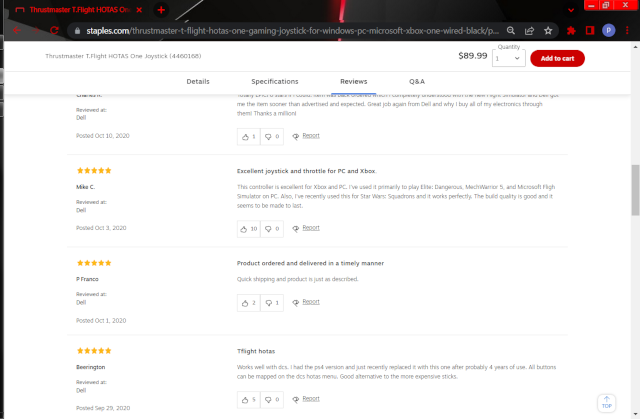 Thrustmaster T.Flight HOTAS On
staples.com/thrustmaster-t-flight-hotas-one-gaming-joystick-for-windows-pc-microsoft-xbox-one-wired-black/p...
P
Thrustmaster T.Flight HOTAS One Joystick (4460168)
$89.99
Quantity
1
Add to cart
Details
Specifications
Reviews
Q&A
Reviewed at:
Dell
Posted Oct 10, 2020
me the item sooner than advertised and expected. Great job again from Dell and why I buy all of my electronics through
them! Thanks a million!
1
0
Report
Mike C.
Reviewed at:
Dell
Posted Oct 3, 2020
Excellent joystick and throttle for PC and Xbox
This controller is excellent for Xbox and PC. I've used it primarily to play Elite: Dangerous, MechWarrior 5, and Microsoft Fligh
Simulator on PC. Also, I've recently used this for Star Wars: Squadrons and it works perfectly. The build quality is good and it
seems to be made to last.
10
0
Report
P Franco
Reviewed at:
Dell
Posted Oct 1, 2020
Product ordered and delivered in a timely manner
Quick shipping and product is just as described.
2
1
Report
Beerington
Reviewed at:
Dell
Posted Sep 29, 2020
Tflight hotas
Works well with dcs. I had the ps4 version and just recently replaced it with this one after probably 4 years of use. All buttons
can be mapped on the dcs hotas menu. Good alternative to the more expensive sticks.
5
0
Report
TOP